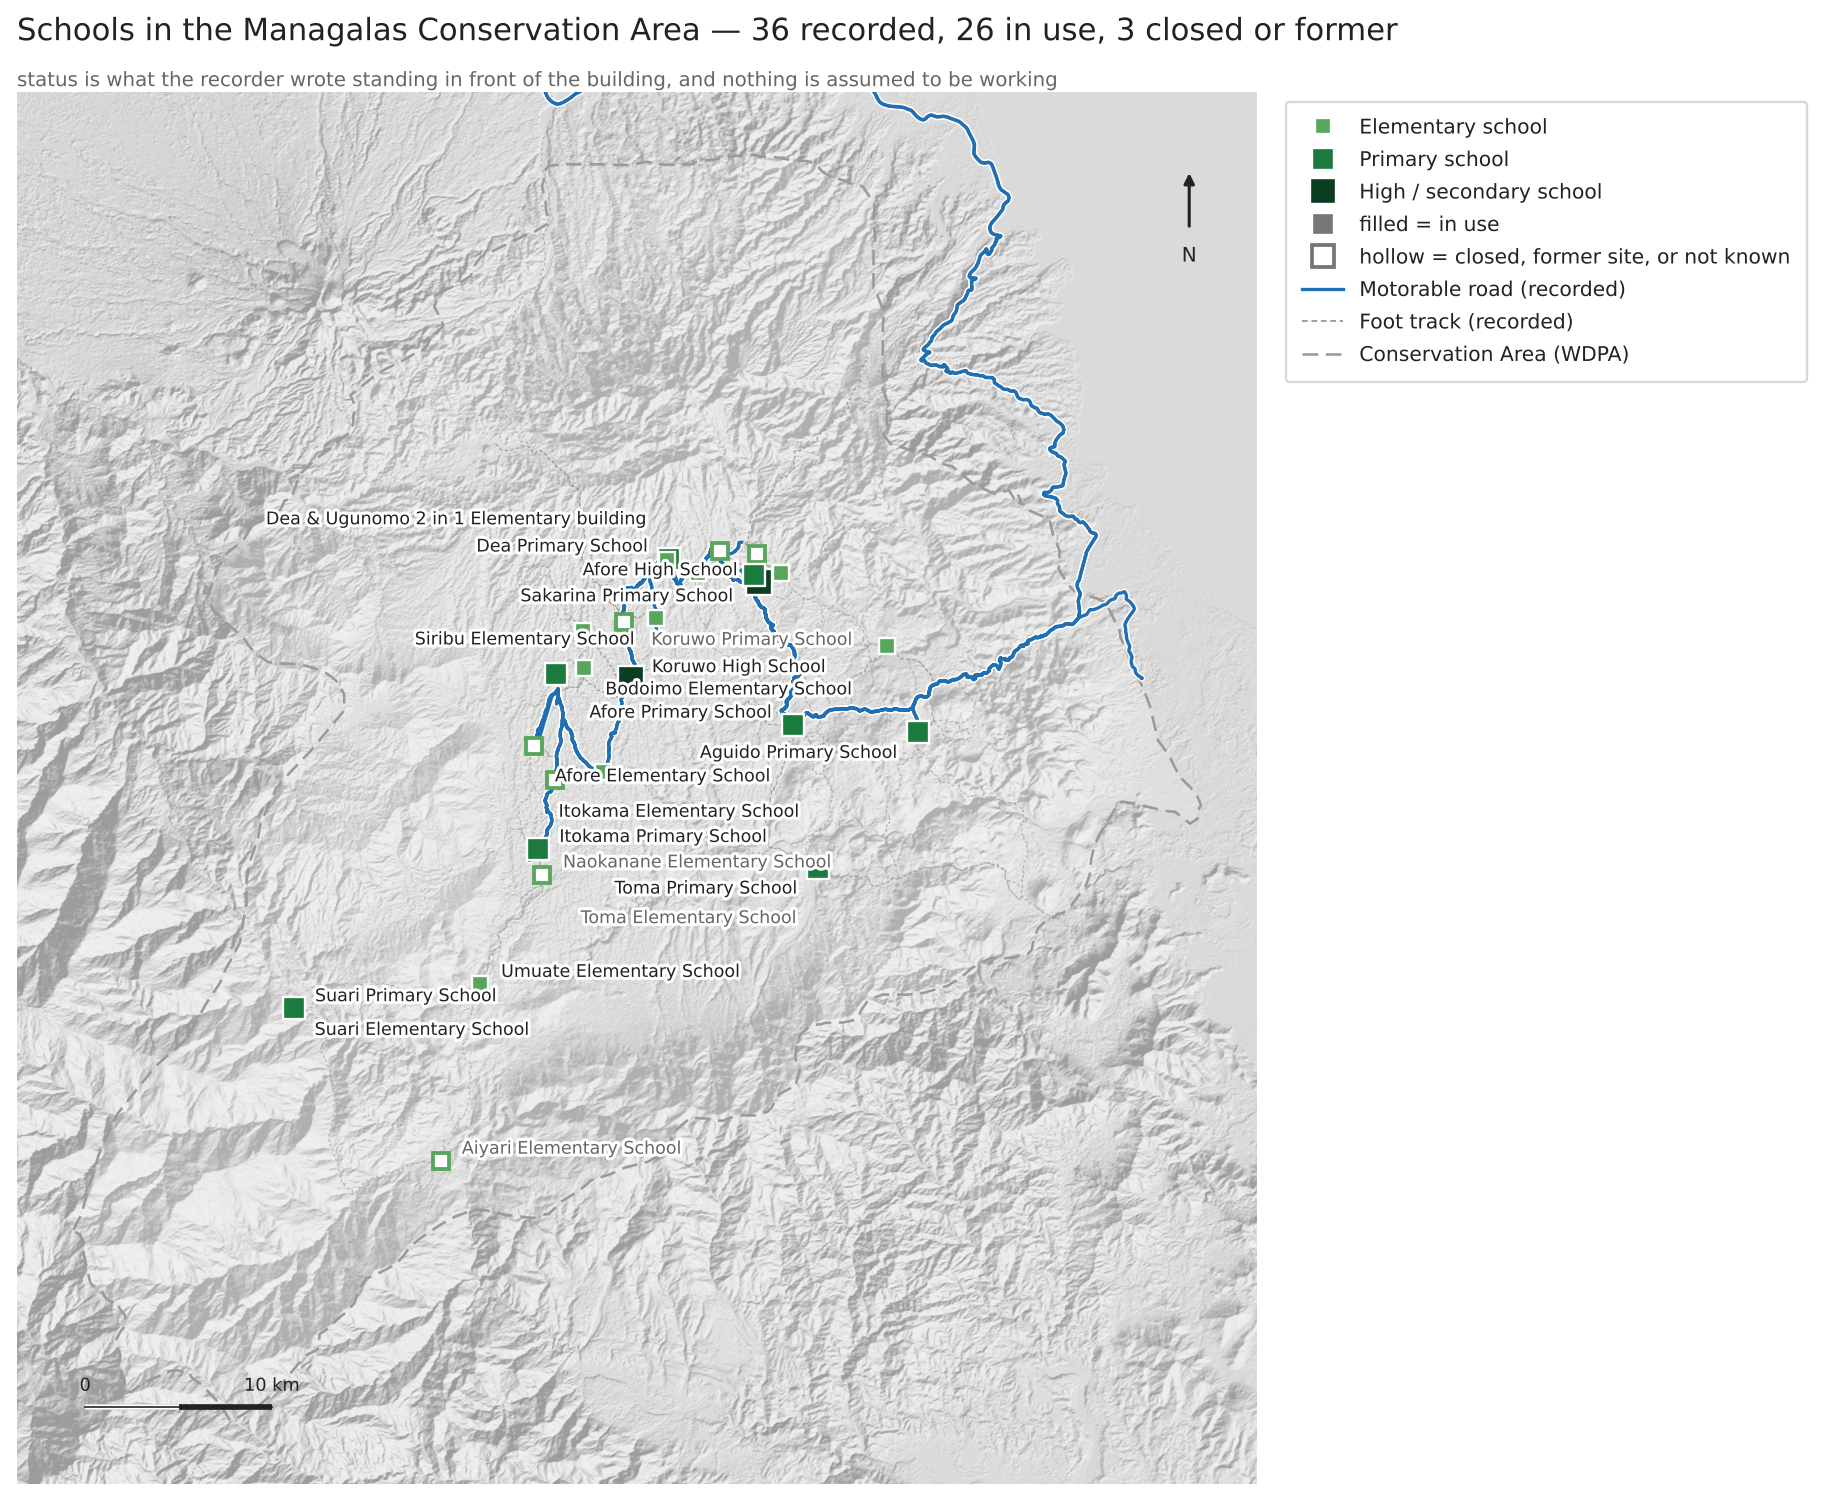 Schools in the Managalas Conservation Area — 36 recorded, 26 in use, 3 closed or former
status is what the recorder wrote standing in front of the building, and nothing is assumed to be working
Elementary school
Primary school
High / secondary school
filled = in use
hollow = closed, former site, or not known
Motorable road (recorded)
Foot track (recorded)
Conservation Area (WDPA)
N
Dea & Ugunomo 2 in 1 Elementary building
Dea Primary School
Afore High School
Sakarina Primary School
Siribu Elementary School
Koruwo Primary School
Koruwo High School
Bodoimo Elementary School
Afore Primary School
Aguido Primary School
Afore Elementary School
Itokama Elementary School
Itokama Primary School
Naokanane Elementary School
Toma Primary School
Toma Elementary School
Umuate Elementary School
Suari Primary School
Suari Elementary School
Aiyari Elementary School
0 10 km